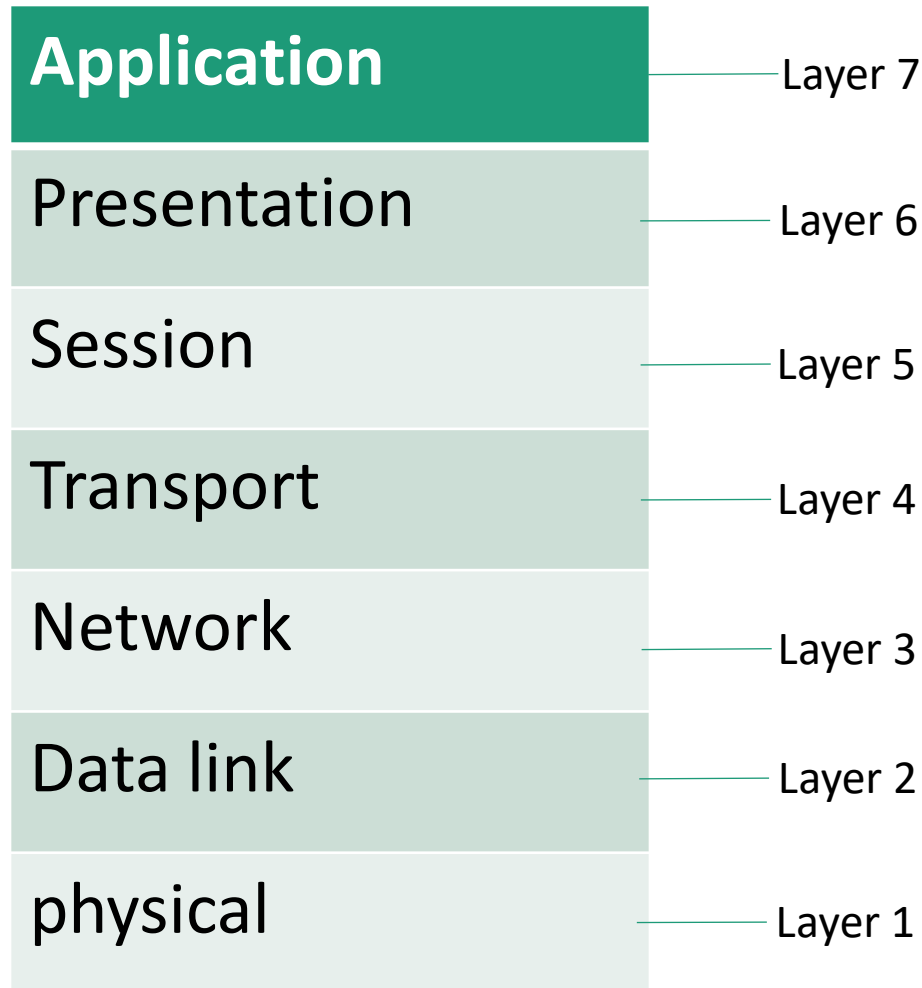 Application
Layer 7
Presentation
Layer 6
Session
Layer 5
Transport
Layer 4
Network
Layer 3
Data link
Layer 2
physical
Layer 1